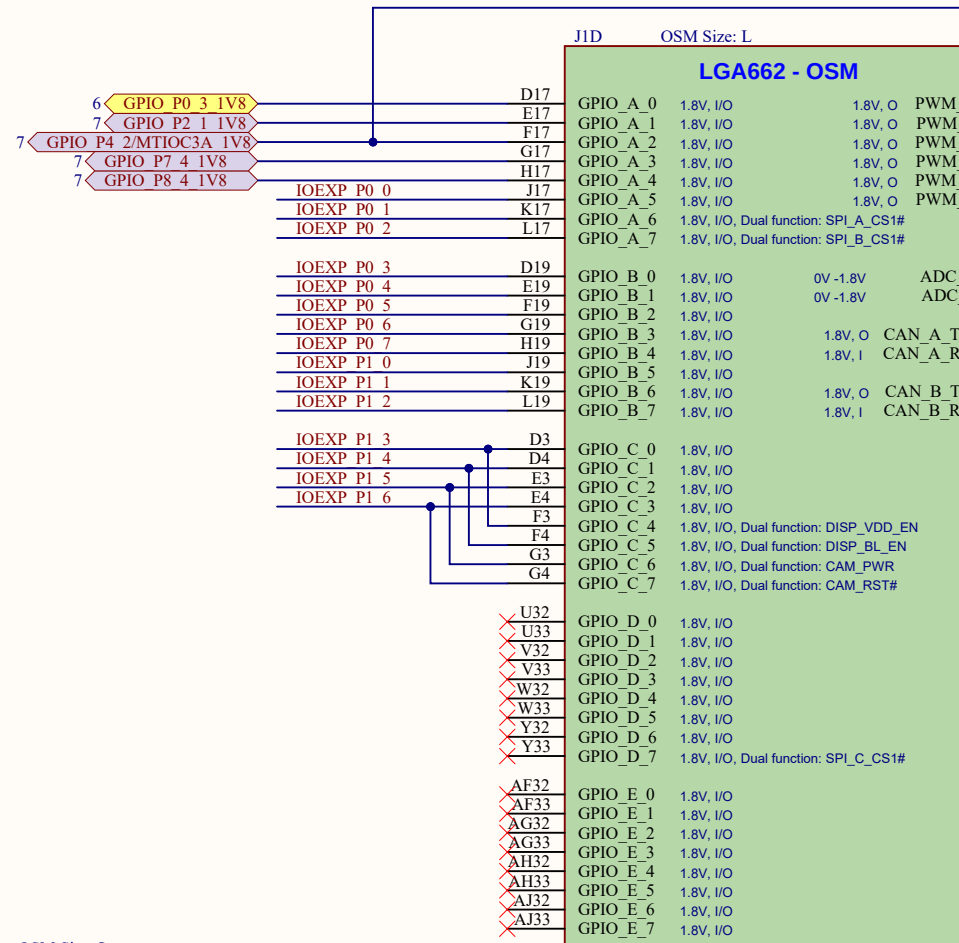 J1D OSM Size: L
LGA662 - OSM
6 GPIO_P0_3_1V8 D17 GPIO_A_0 1.8V, I/O 1.8V, O PWM_
7 GPIO_P2_1_1V8 E17 GPIO_A_1 1.8V, I/O 1.8V, O PWM_
7 GPIO_P4_2/MTIOC3A_1V8 F17 GPIO_A_2 1.8V, I/O 1.8V, O PWM_
7 GPIO_P7_4_1V8 G17 GPIO_A_3 1.8V, I/O 1.8V, O PWM_
7 GPIO_P8_4_1V8 H17 GPIO_A_4 1.8V, I/O 1.8V, O PWM_
IOEXP_P0_0 J17 GPIO_A_5 1.8V, I/O 1.8V, O PWM_
IOEXP_P0_1 K17 GPIO_A_6 1.8V, I/O, Dual function: SPI_A_CS1#
IOEXP_P0_2 L17 GPIO_A_7 1.8V, I/O, Dual function: SPI_B_CS1#
IOEXP_P0_3 D19 GPIO_B_0 1.8V, I/O 0V -1.8V ADC_
IOEXP_P0_4 E19 GPIO_B_1 1.8V, I/O 0V -1.8V ADC_
IOEXP_P0_5 F19 GPIO_B_2 1.8V, I/O
IOEXP_P0_6 G19 GPIO_B_3 1.8V, I/O 1.8V, O CAN_A_T
IOEXP_P0_7 H19 GPIO_B_4 1.8V, I/O 1.8V, I CAN_A_R
IOEXP_P1_0 J19 GPIO_B_5 1.8V, I/O
IOEXP_P1_1 K19 GPIO_B_6 1.8V, I/O 1.8V, O CAN_B_T
IOEXP_P1_2 L19 GPIO_B_7 1.8V, I/O 1.8V, I CAN_B_R
IOEXP_P1_3 D3 GPIO_C_0 1.8V, I/O
IOEXP_P1_4 D4 GPIO_C_1 1.8V, I/O
IOEXP_P1_5 E3 GPIO_C_2 1.8V, I/O
IOEXP_P1_6 E4 GPIO_C_3 1.8V, I/O
F3 GPIO_C_4 1.8V, I/O, Dual function: DISP_VDD_EN
F4 GPIO_C_5 1.8V, I/O, Dual function: DISP_BL_EN
G3 GPIO_C_6 1.8V, I/O, Dual function: CAM_PWR
G4 GPIO_C_7 1.8V, I/O, Dual function: CAM_RST#
U32 GPIO_D_0 1.8V, I/O
U33 GPIO_D_1 1.8V, I/O
V32 GPIO_D_2 1.8V, I/O
V33 GPIO_D_3 1.8V, I/O
W32 GPIO_D_4 1.8V, I/O
W33 GPIO_D_5 1.8V, I/O
Y32 GPIO_D_6 1.8V, I/O
Y33 GPIO_D_7 1.8V, I/O, Dual function: SPI_C_CS1#
AF32 GPIO_E_0 1.8V, I/O
AF33 GPIO_E_1 1.8V, I/O
AG32 GPIO_E_2 1.8V, I/O
AG33 GPIO_E_3 1.8V, I/O
AH32 GPIO_E_4 1.8V, I/O
AH33 GPIO_E_5 1.8V, I/O
AJ32 GPIO_E_6 1.8V, I/O
AJ33 GPIO_E_7 1.8V, I/O